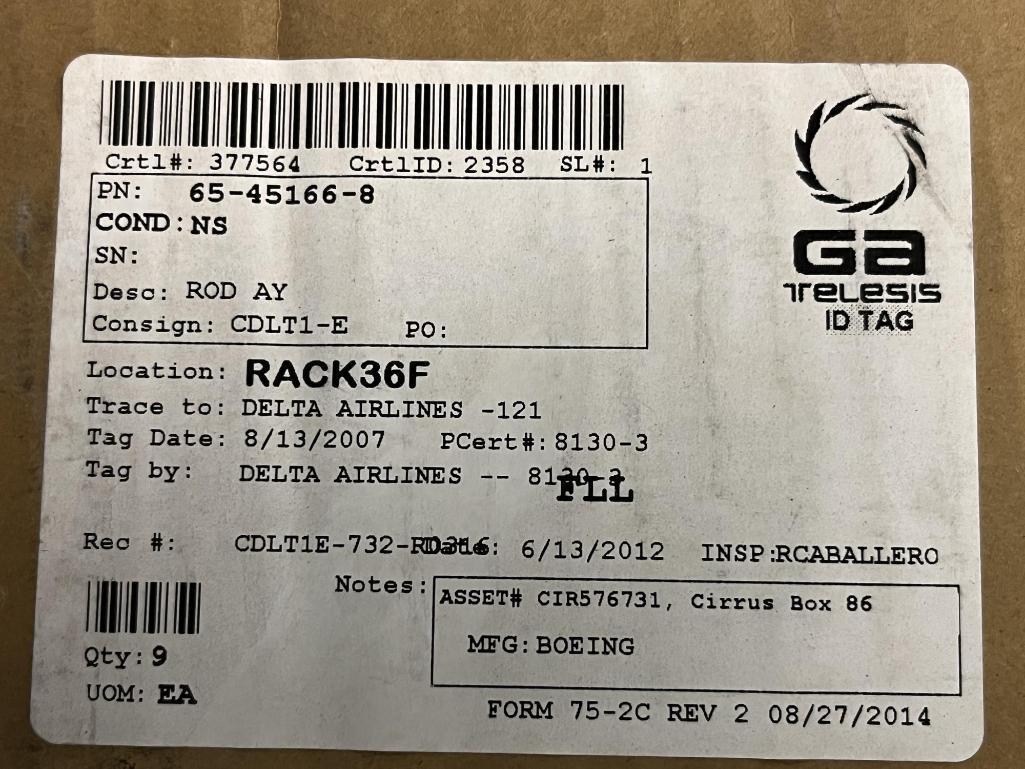 Crtl#: 377564 CrtlID: 2358 SL#: 1
PN: 65-45166-8
COND: NS
SN:
Desc: ROD AY
Consign: CDLT1-E PO:
GA
TELESIS
ID TAG
Location: RACK36F
Trace to: DELTA AIRLINES -121
Tag Date: 8/13/2007 PCert#: 8130-3
Tag by: DELTA AIRLINES -- 8130-3
FLL
Rec #: Date: 6/13/2012 INSP:RCABALLERO
Notes: ASSET# CIR576731, Cirrus Box 86
MFG: BOEING
Qty: 9
UOM: EA
FORM 75-2C REV 2 08/27/2014